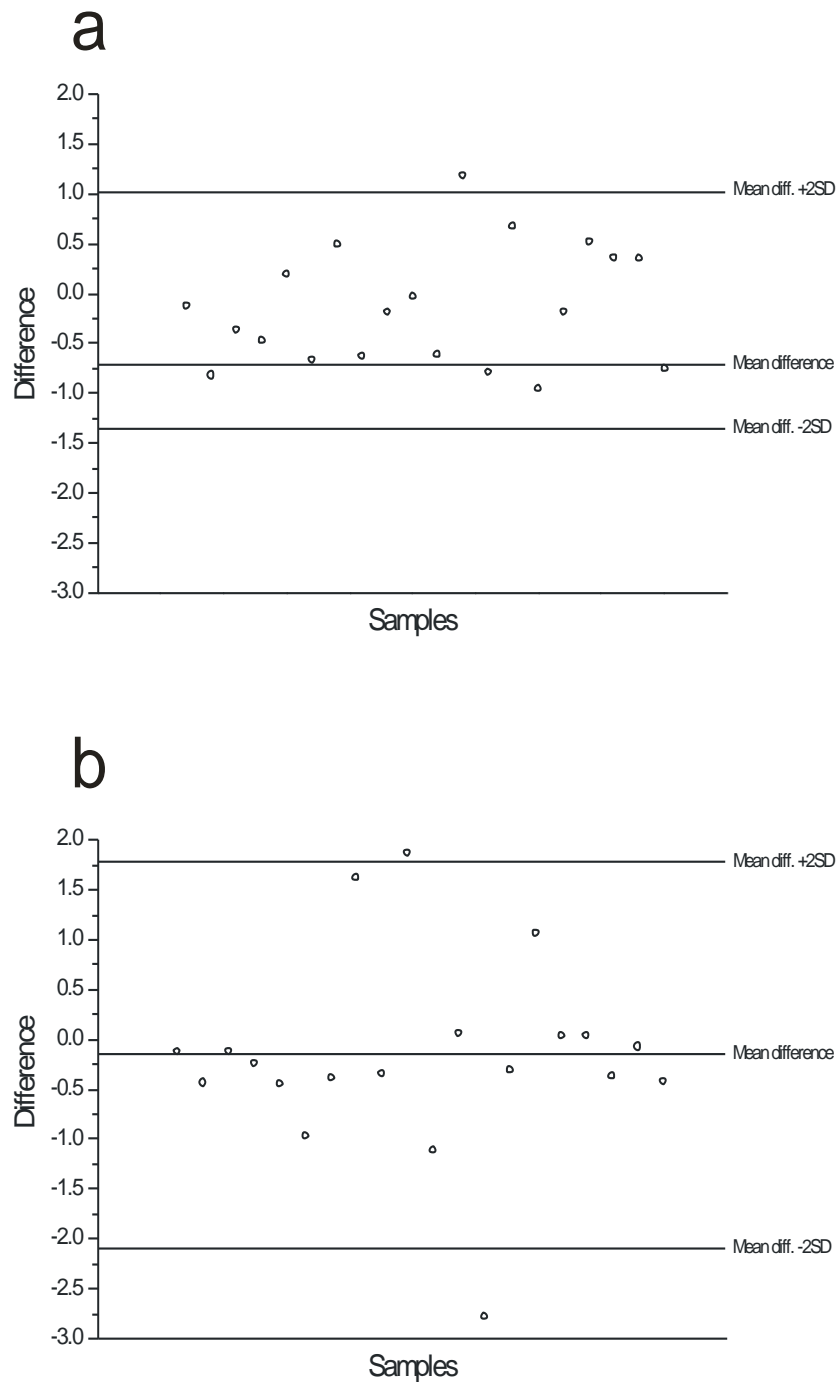 a
2.0
1.5
1.0
0.5
0.0
-0.5
-1.0
-1.5
-2.0
-2.5
-3.0
Difference
Mean diff. +2SD
Mean difference
Mean diff. -2SD
Samples
b
2.0
1.5
1.0
0.5
0.0
-0.5
-1.0
-1.5
-2.0
-2.5
-3.0
Difference
Mean diff. +2SD
Mean difference
Mean diff. -2SD
Samples